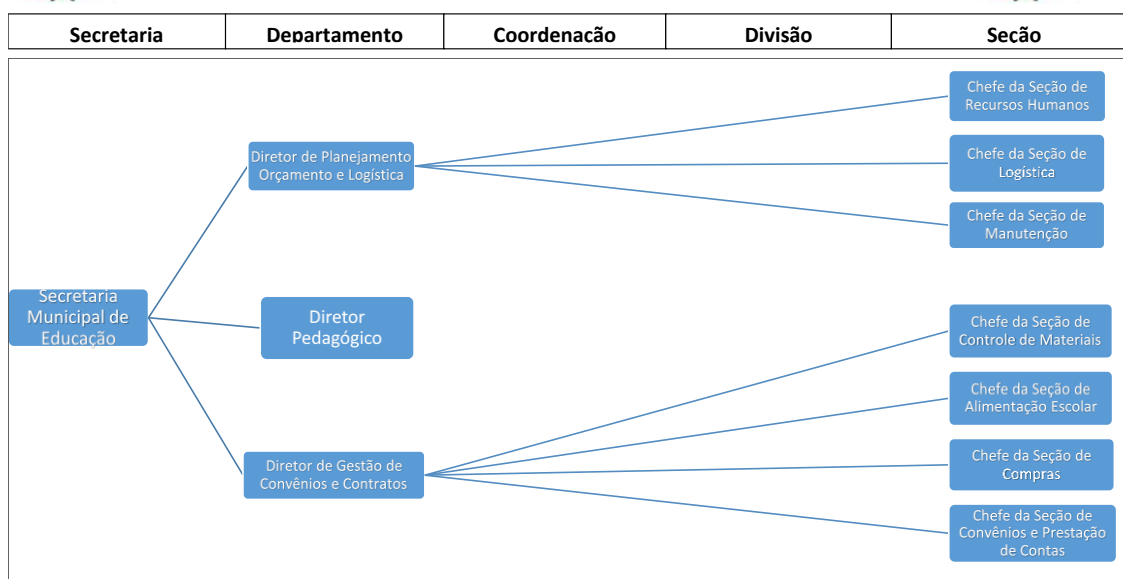 Secretaria
Departamento
Coordenacão
Divisão
Secão
Chefe da Seção de
Recursos Humanos
Diretor de Planejamento
Orçamento e Logística
Chefe da Seção de
Logística
Chefe da Seção de
Manutenção
Secretaria
Municipal de
Educação
Diretor
Pedagógico
Chefe da Seção de
Controle de Materiais
Chefe da Seção de
Alimentação Escolar
Diretor de Gestão de
Convênios e Contratos
Chefe da Seção de
Compras
Chefe da Seção de
Convênios e Prestação
de Contas